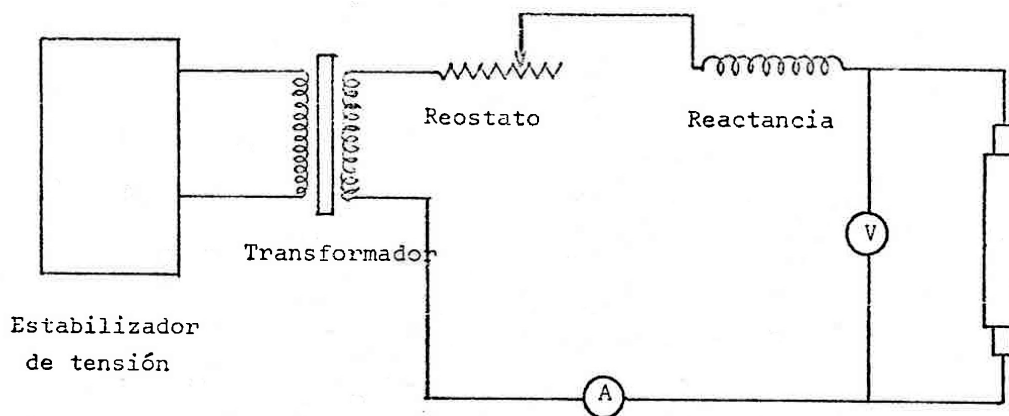 Reostato
Reactancia
V
Transformador
Estabilizador
de tensión
A